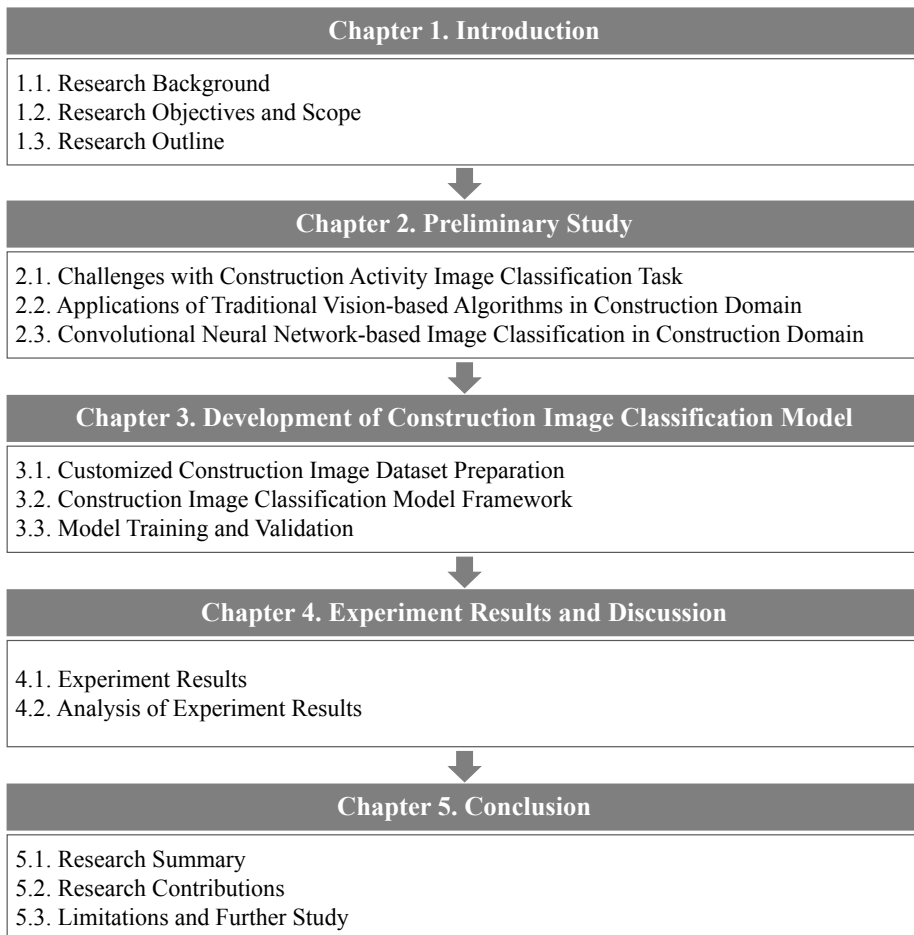 Chapter 1. Introduction
1.1. Research Background
1.2. Research Objectives and Scope
1.3. Research Outline
Chapter 2. Preliminary Study
2.1. Challenges with Construction Activity Image Classification Task
2.2. Applications of Traditional Vision-based Algorithms in Construction Domain
2.3. Convolutional Neural Network-based Image Classification in Construction Domain
Chapter 3. Development of Construction Image Classification Model
3.1. Customized Construction Image Dataset Preparation
3.2. Construction Image Classification Model Framework
3.3. Model Training and Validation
Chapter 4. Experiment Results and Discussion
4.1. Experiment Results
4.2. Analysis of Experiment Results
Chapter 5. Conclusion
5.1. Research Summary
5.2. Research Contributions
5.3. Limitations and Further Study